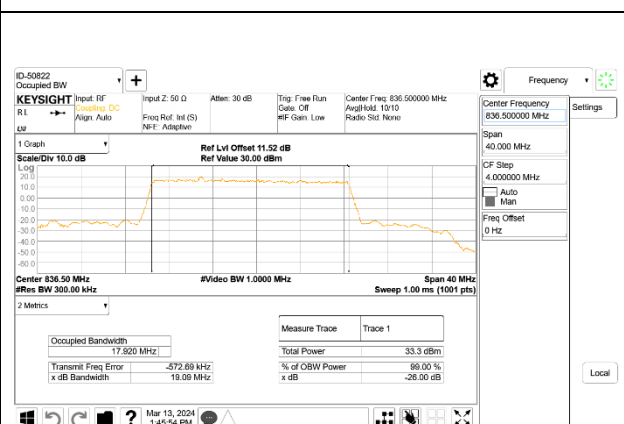 ID-50822
Occupied BW
Frequency
KEYSIGHT
Input: RF
Coupling: DC
Align: Auto
Input Z: 50 Ω
Freq Ref: Int (S)
NFE: Adaptive
Atten: 30 dB
Trig: Free Run
Gate: Off
#IF Gain: Low
Center Freq: 836.500000 MHz
Avg|Hold: 10/10
Radio Std: None
Center Frequency
836.500000 MHz
Settings
Span
40.000 MHz
CF Step
4.000000 MHz
Auto
Man
Freq Offset
0 Hz
1 Graph
Scale/Div 10.0 dB
Ref Lvl Offset 11.52 dB
Ref Value 30.00 dBm
Log
20.0
10.0
0.00
-10.0
-20.0
-30.0
-40.0
-50.0
-60.0
Center 836.50 MHz
#Res BW 300.00 kHz
#Video BW 1.0000 MHz
Span 40 MHz
Sweep 1.00 ms (1001 pts)
2 Metrics
Measure Trace
Trace 1
Occupied Bandwidth
17.920 MHz
Total Power
33.3 dBm
Transmit Freq Error
-572.69 kHz
% of OBW Power
99.00 %
x dB Bandwidth
19.09 MHz
x dB
-26.00 dB
Local
?
Mar 13, 2024
1:45:54 PM